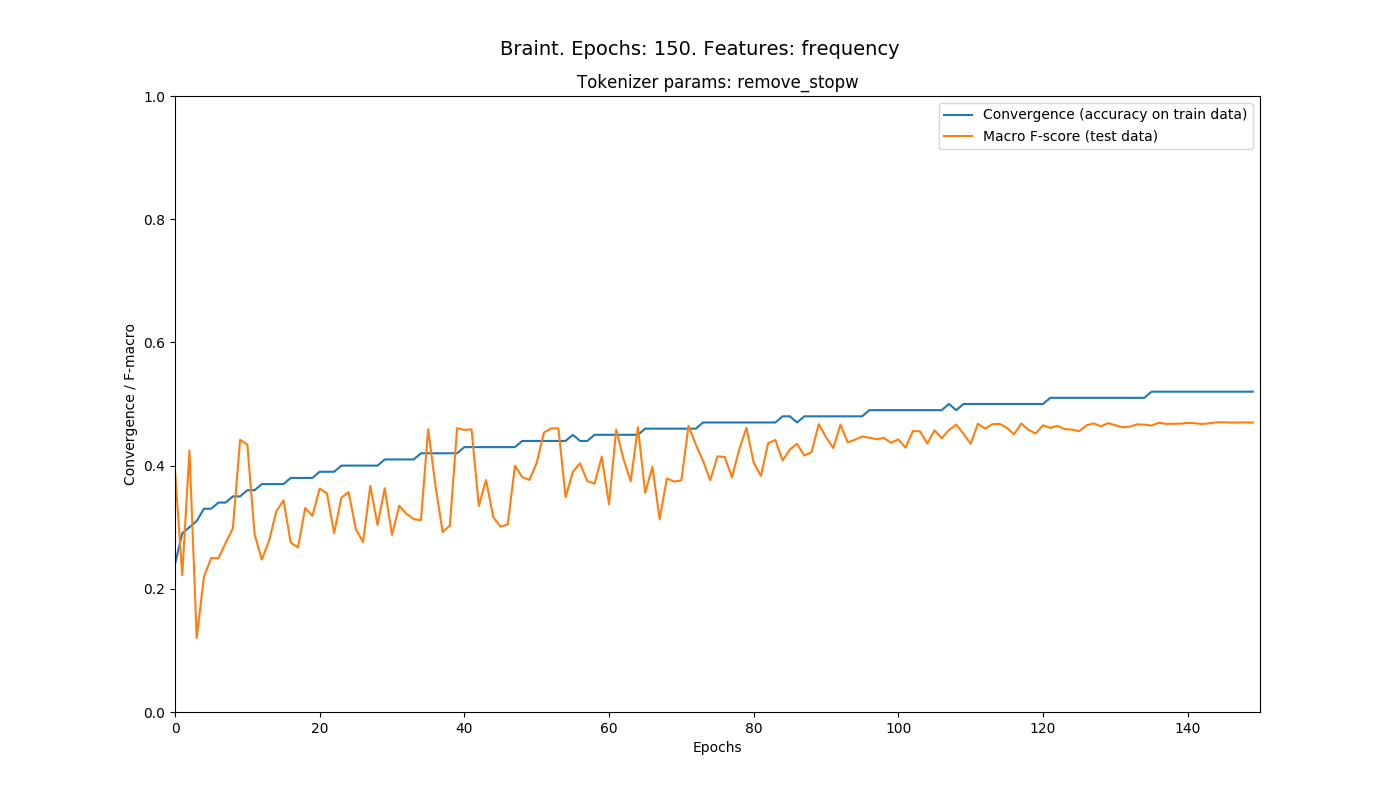 Braint. Epochs: 150. Features: frequency
Tokenizer params: remove_stopw
Convergence (accuracy on train data)
Macro F-score (test data)
Convergence / F-macro
1.0
0.8
0.6
0.4
0.2
0.0
0 20 40 60 80 100 120 140
Epochs